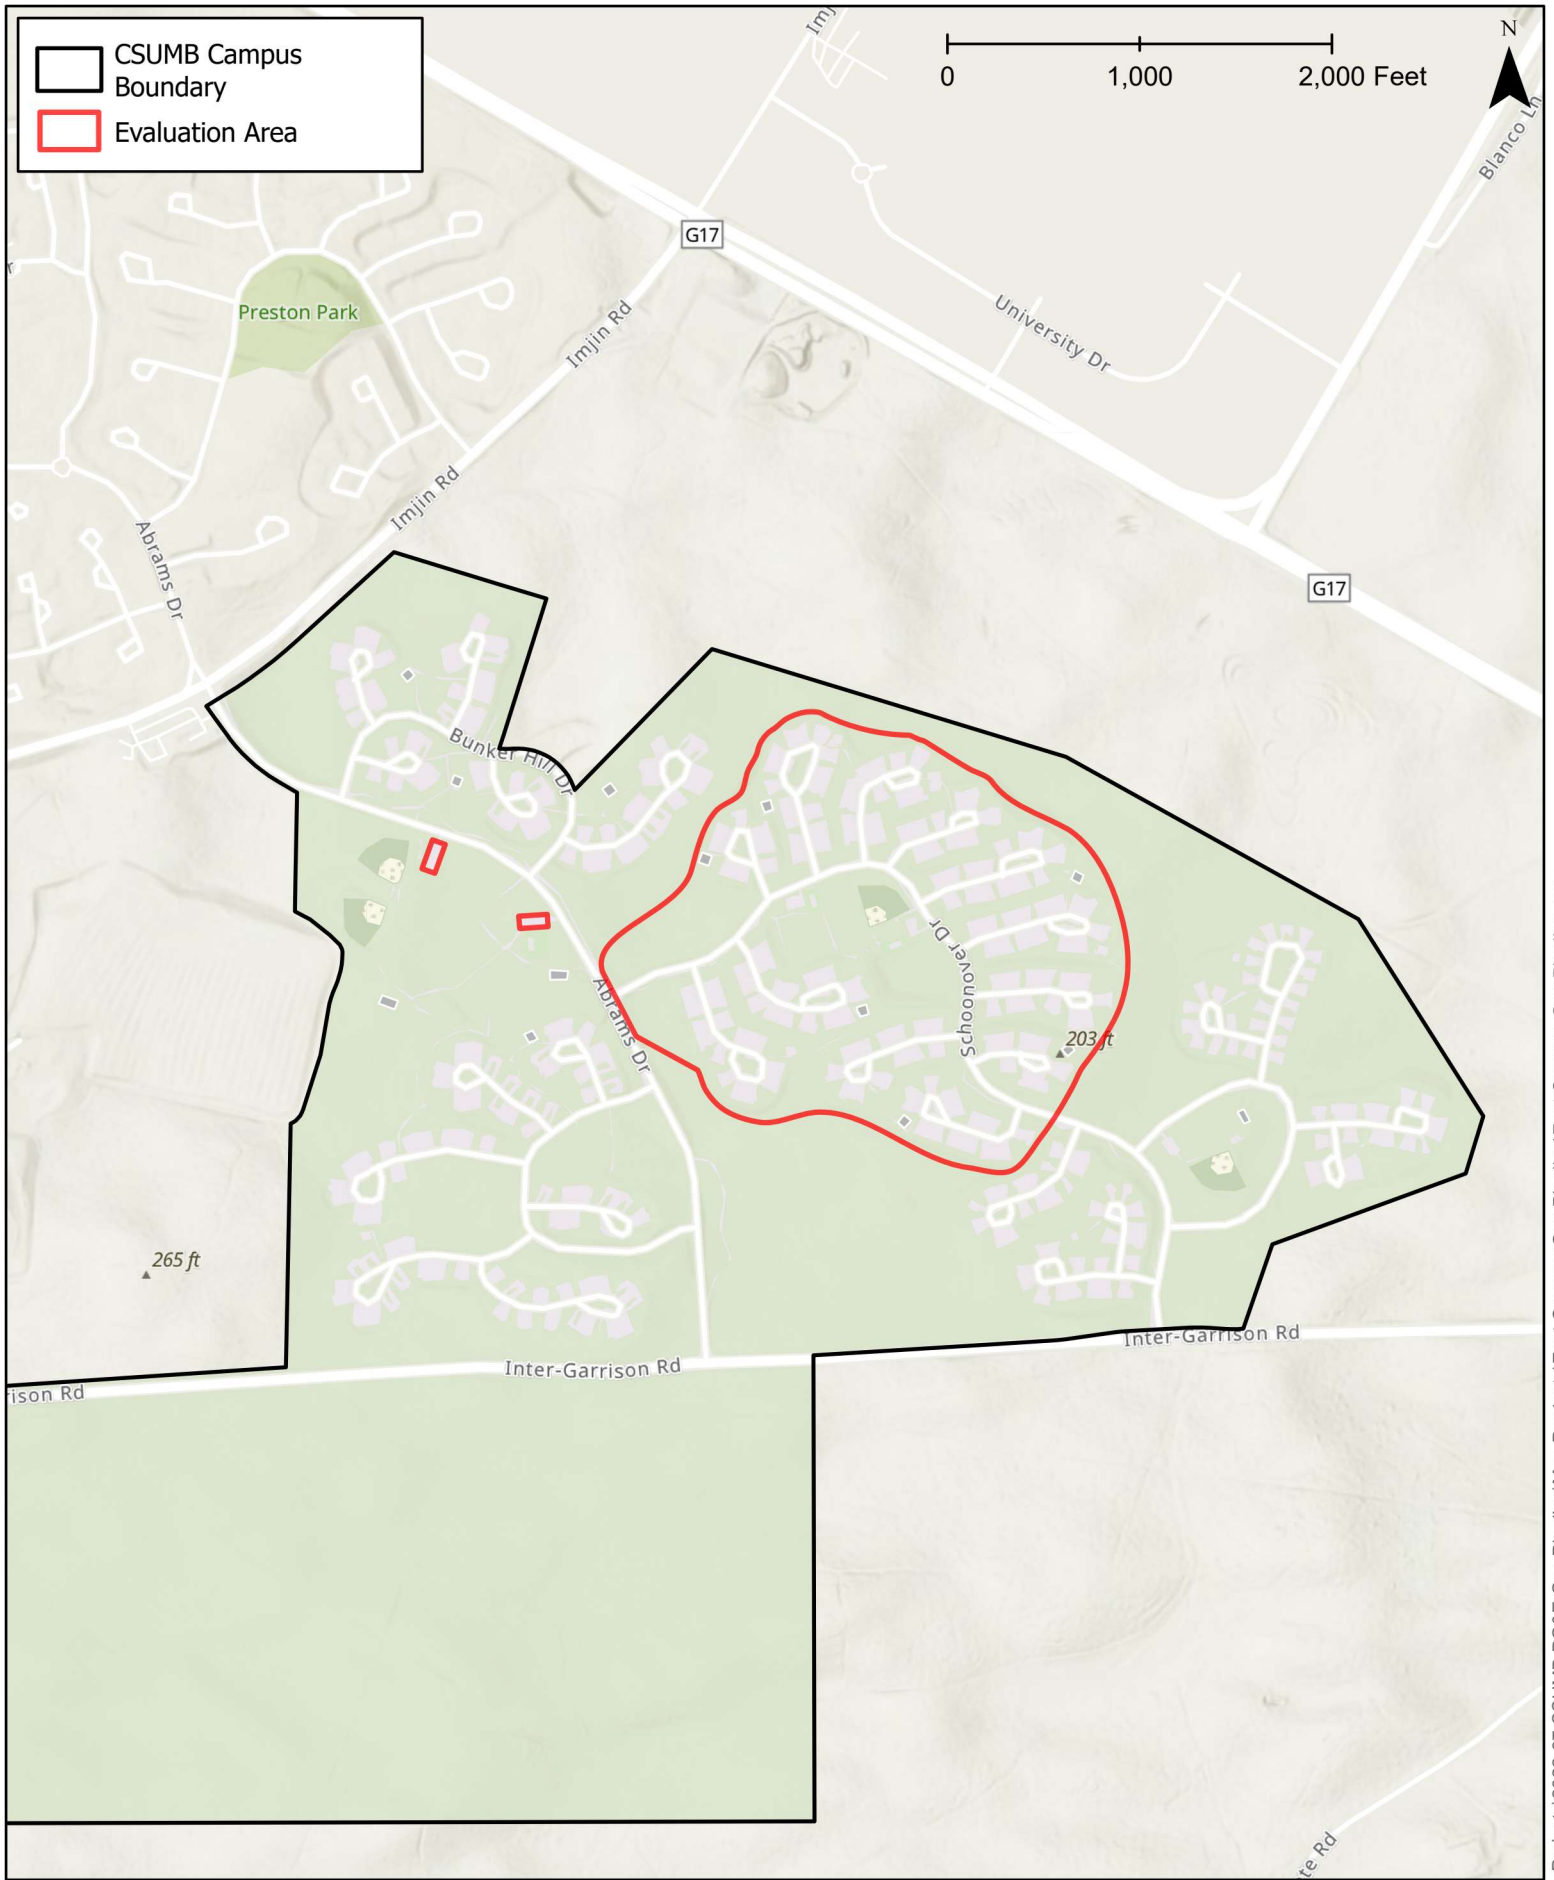 CSUMB Campus
Boundary
Evaluation Area
0
1,000
2,000 Feet
N
Blanco Ln
G17
Preston Park
Imjin Rd
University Dr
Imjin Rd
Abrams Dr
G17
Bunker Hill Dr
Schoonover Dr
Abrams Dr
203 ft
265 ft
Inter-Garrison Rd
Inter-Garrison Rd